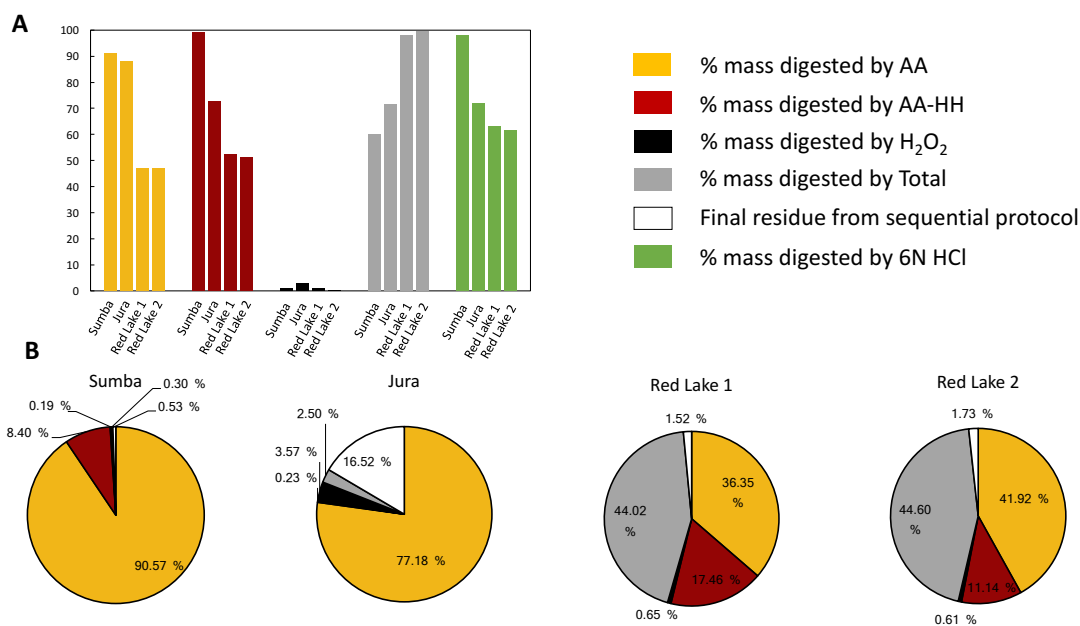 A
100
90
80
70
60
50
40
30
20
10
0
Sumba
Jura
Red Lake 1
Red Lake 2
Sumba
Jura
Red Lake 1
Red Lake 2
Sumba
Jura
Red Lake 1
Red Lake 2
Sumba
Jura
Red Lake 1
Red Lake 2
Sumba
Jura
Red Lake 1
Red Lake 2
% mass digested by AA
% mass digested by AA-HH
% mass digested by H₂O₂
% mass digested by Total
Final residue from sequential protocol
% mass digested by 6N HCl
B
Sumba
0.30 %
0.19 %
0.53 %
8.40 %
90.57 %
Jura
2.50 %
3.57 %
0.23 %
16.52 %
77.18 %
Red Lake 1
1.52 %
36.35
%
44.02
%
17.46 %
0.65 %
Red Lake 2
1.73 %
41.92 %
44.60
%
11.14 %
0.61 %